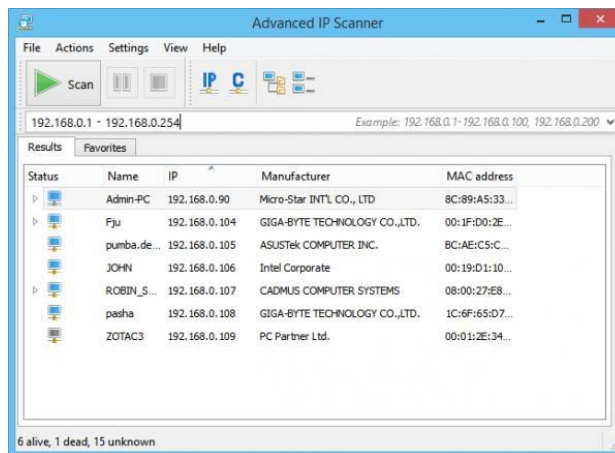 Advanced IP Scanner
File Actions Settings View Help
Scan IP C
192.168.0.1 - 192.168.0.254 Example: 192.168.0.1-192.168.0.100, 192.168.0.200
Results Favorites
Status Name IP Manufacturer MAC address
Admin-PC 192.168.0.90 Micro-Star INT'L CO., LTD 8C:89:A5:33...
Fju 192.168.0.104 GIGA-BYTE TECHNOLOGY CO.,LTD. 00:1F:D0:2E...
pumba.de... 192.168.0.105 ASUSTek COMPUTER INC. BC:AE:C5:C...
JOHN 192.168.0.106 Intel Corporate 00:19:D1:10...
ROBIN_S... 192.168.0.107 CADMUS COMPUTER SYSTEMS 08:00:27:E8...
pasha 192.168.0.108 GIGA-BYTE TECHNOLOGY CO.,LTD. 1C:6F:65:D7...
ZOTAC3 192.168.0.109 PC Partner Ltd. 00:01:2E:34...
6 alive, 1 dead, 15 unknown